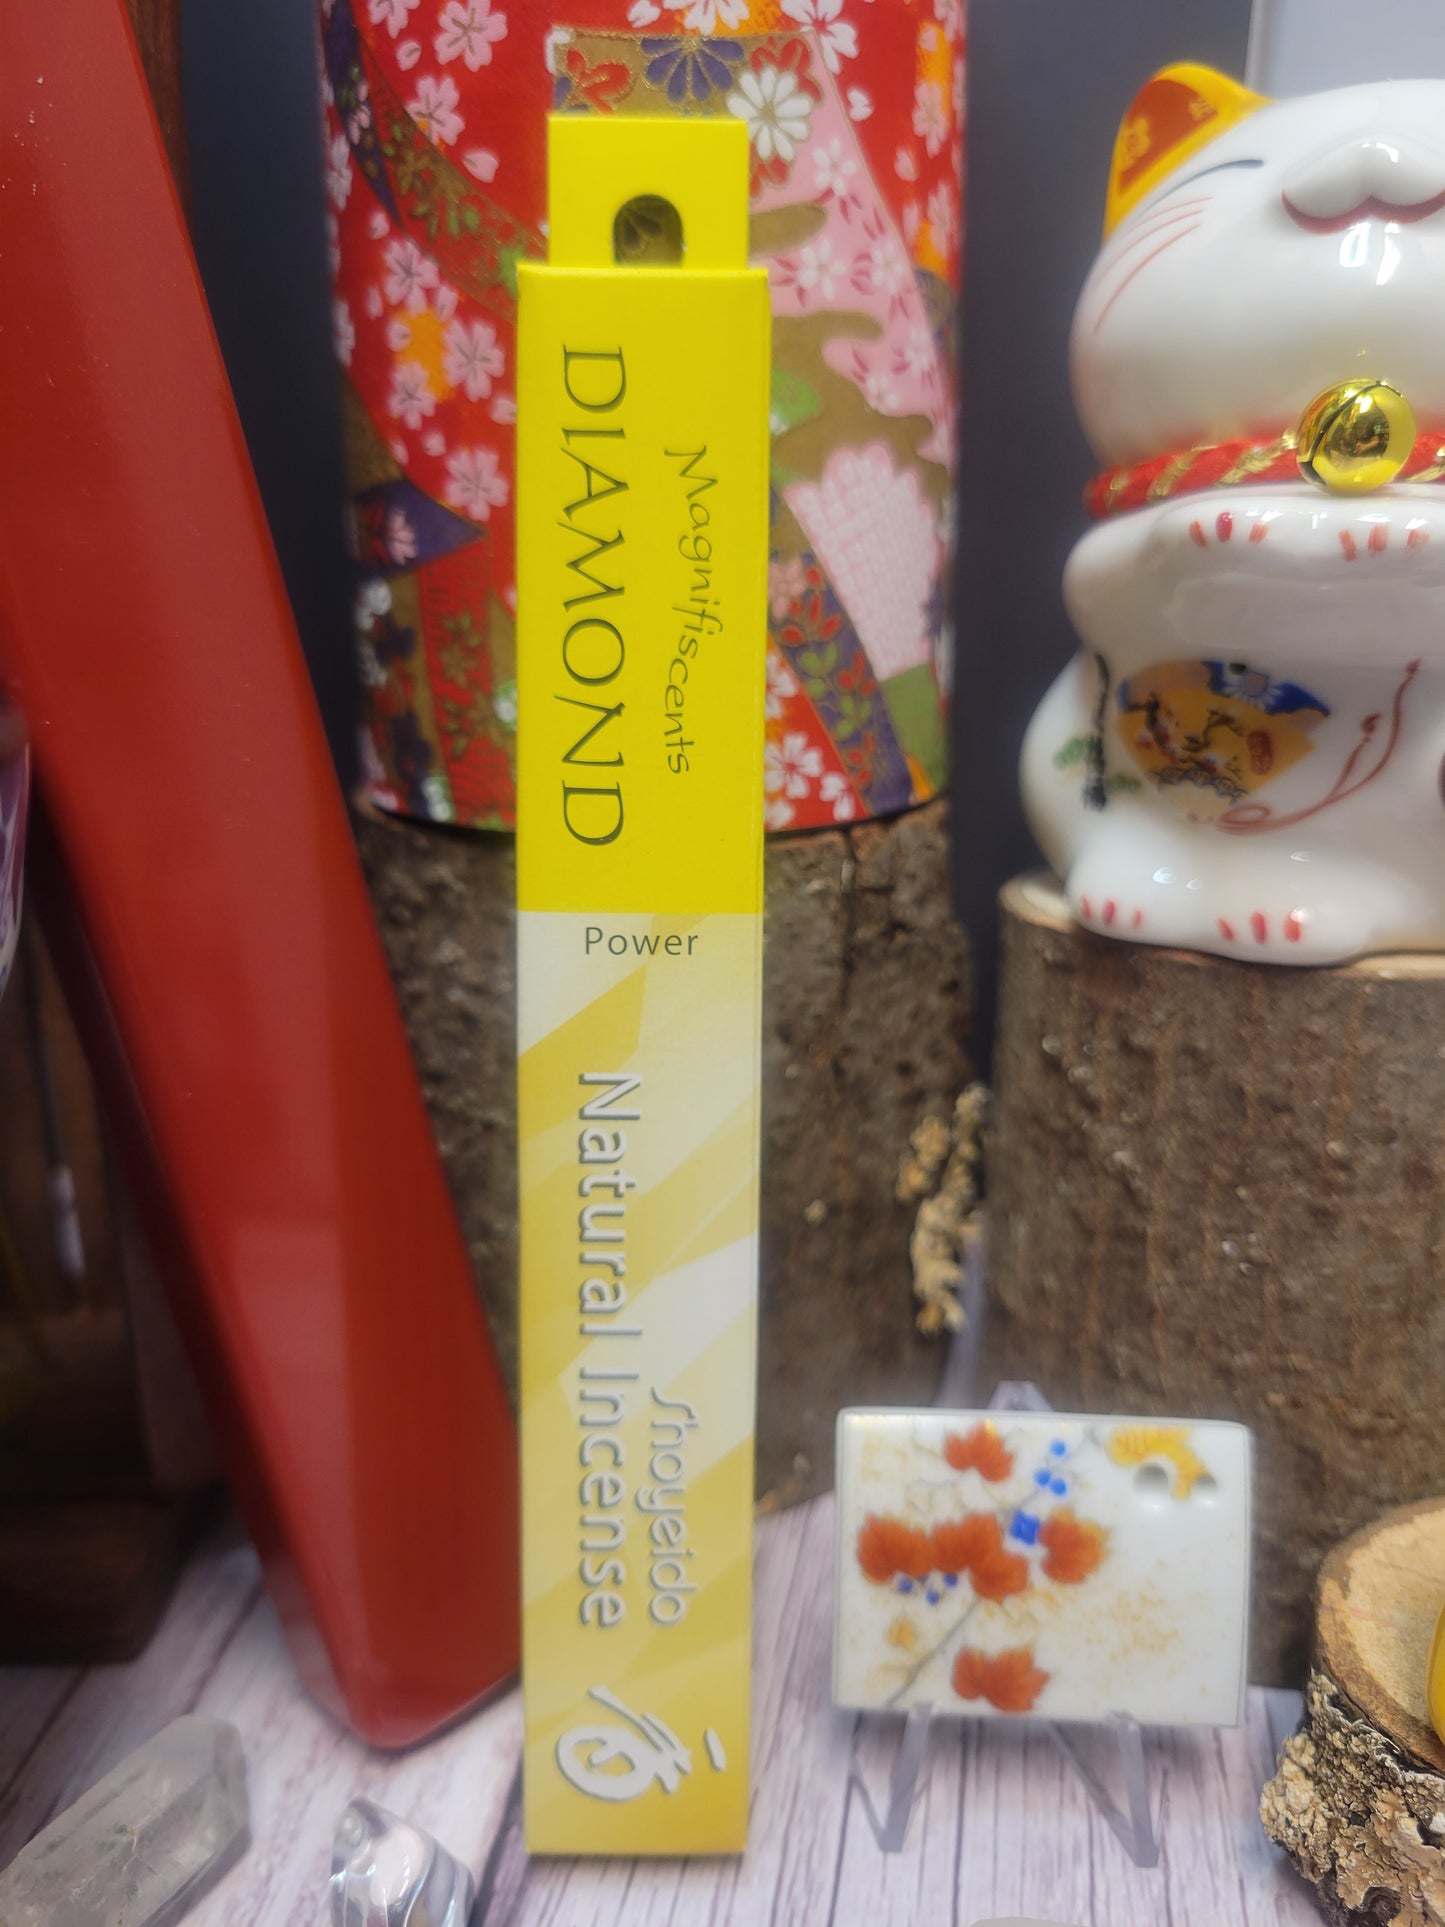 Magnifiscents
DIAMOND
Power
Shoyeido
Natural Incense